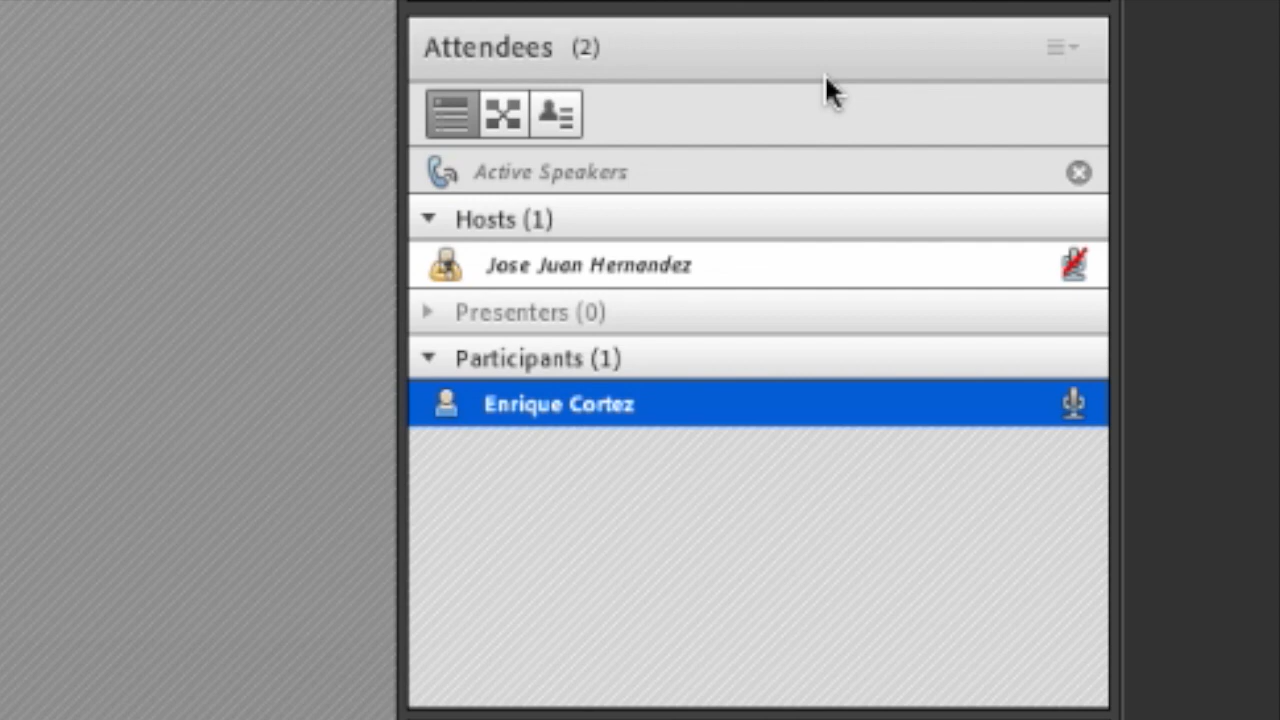 Attendees (2)
Active Speakers
Hosts (1)
Jose Juan Hernandez
Presenters (0)
Participants (1)
Enrique Cortez